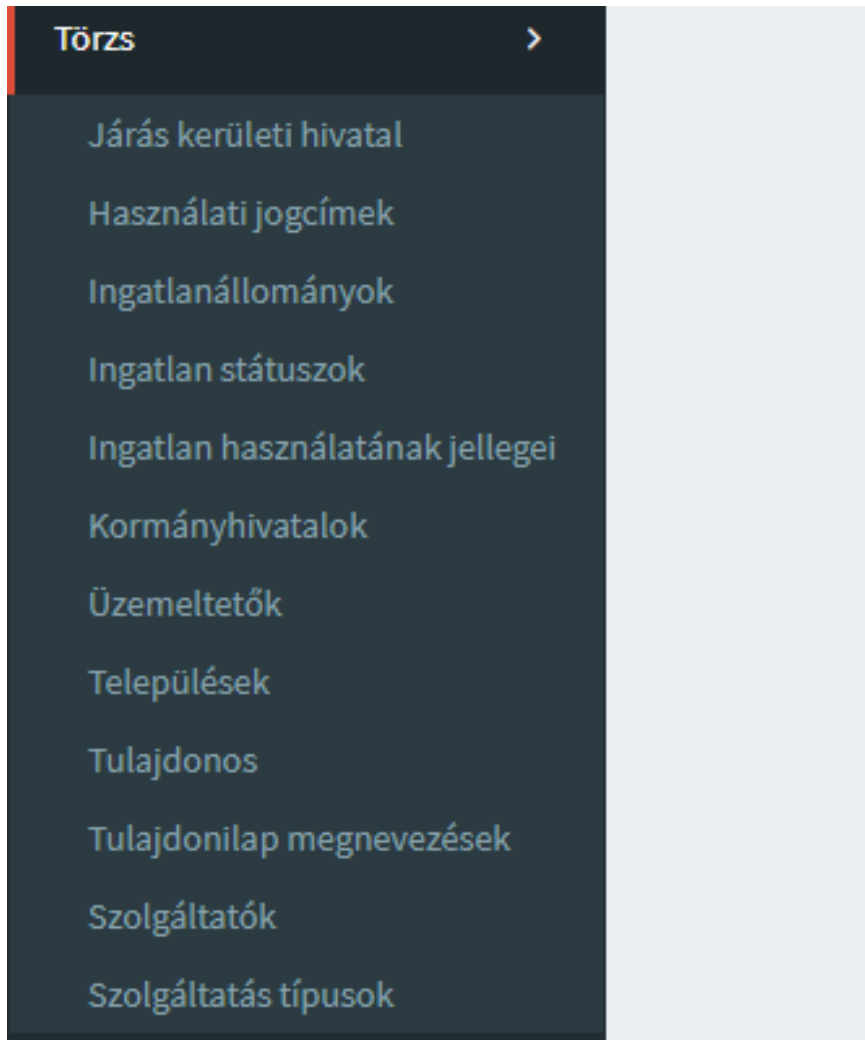 Törzs
Járás kerületi hivatal
Használati jogcímek
Ingatlanállományok
Ingatlan státuszok
Ingatlan használatának jellegei
Kormányhivatalok
Üzemeltetők
Települések
Tulajdonos
Tulajdonilap megnevezések
Szolgáltatók
Szolgáltatás típusok